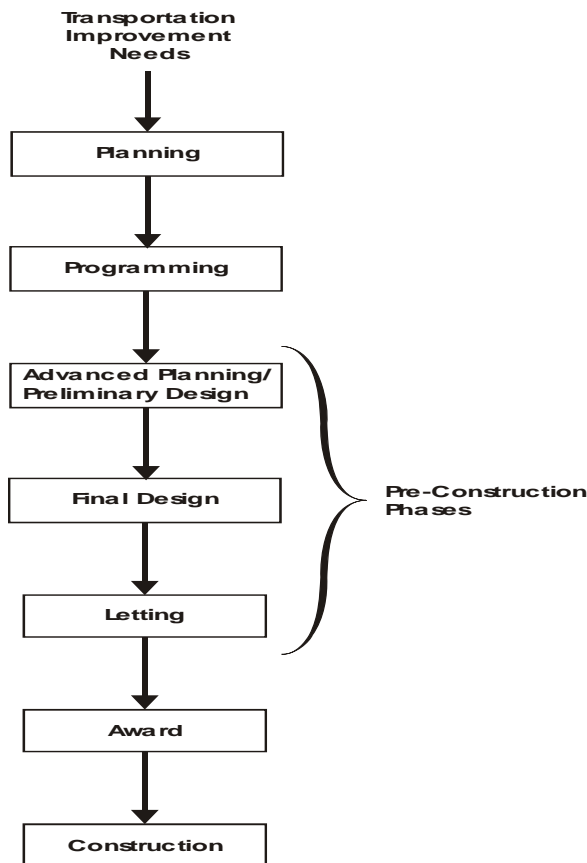 Transportation
Improvement
Needs
Planning
Programming
Advanced Planning/
Preliminary Design
Final Design
Letting
Pre-Construction
Phases
Award
Construction